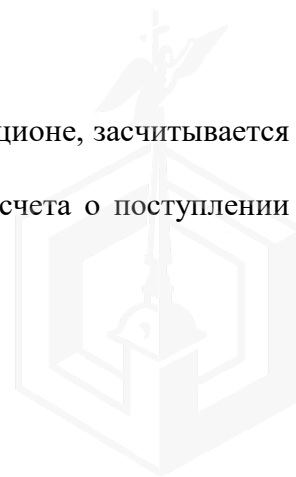 ционе, засчитывается
счета о поступлении